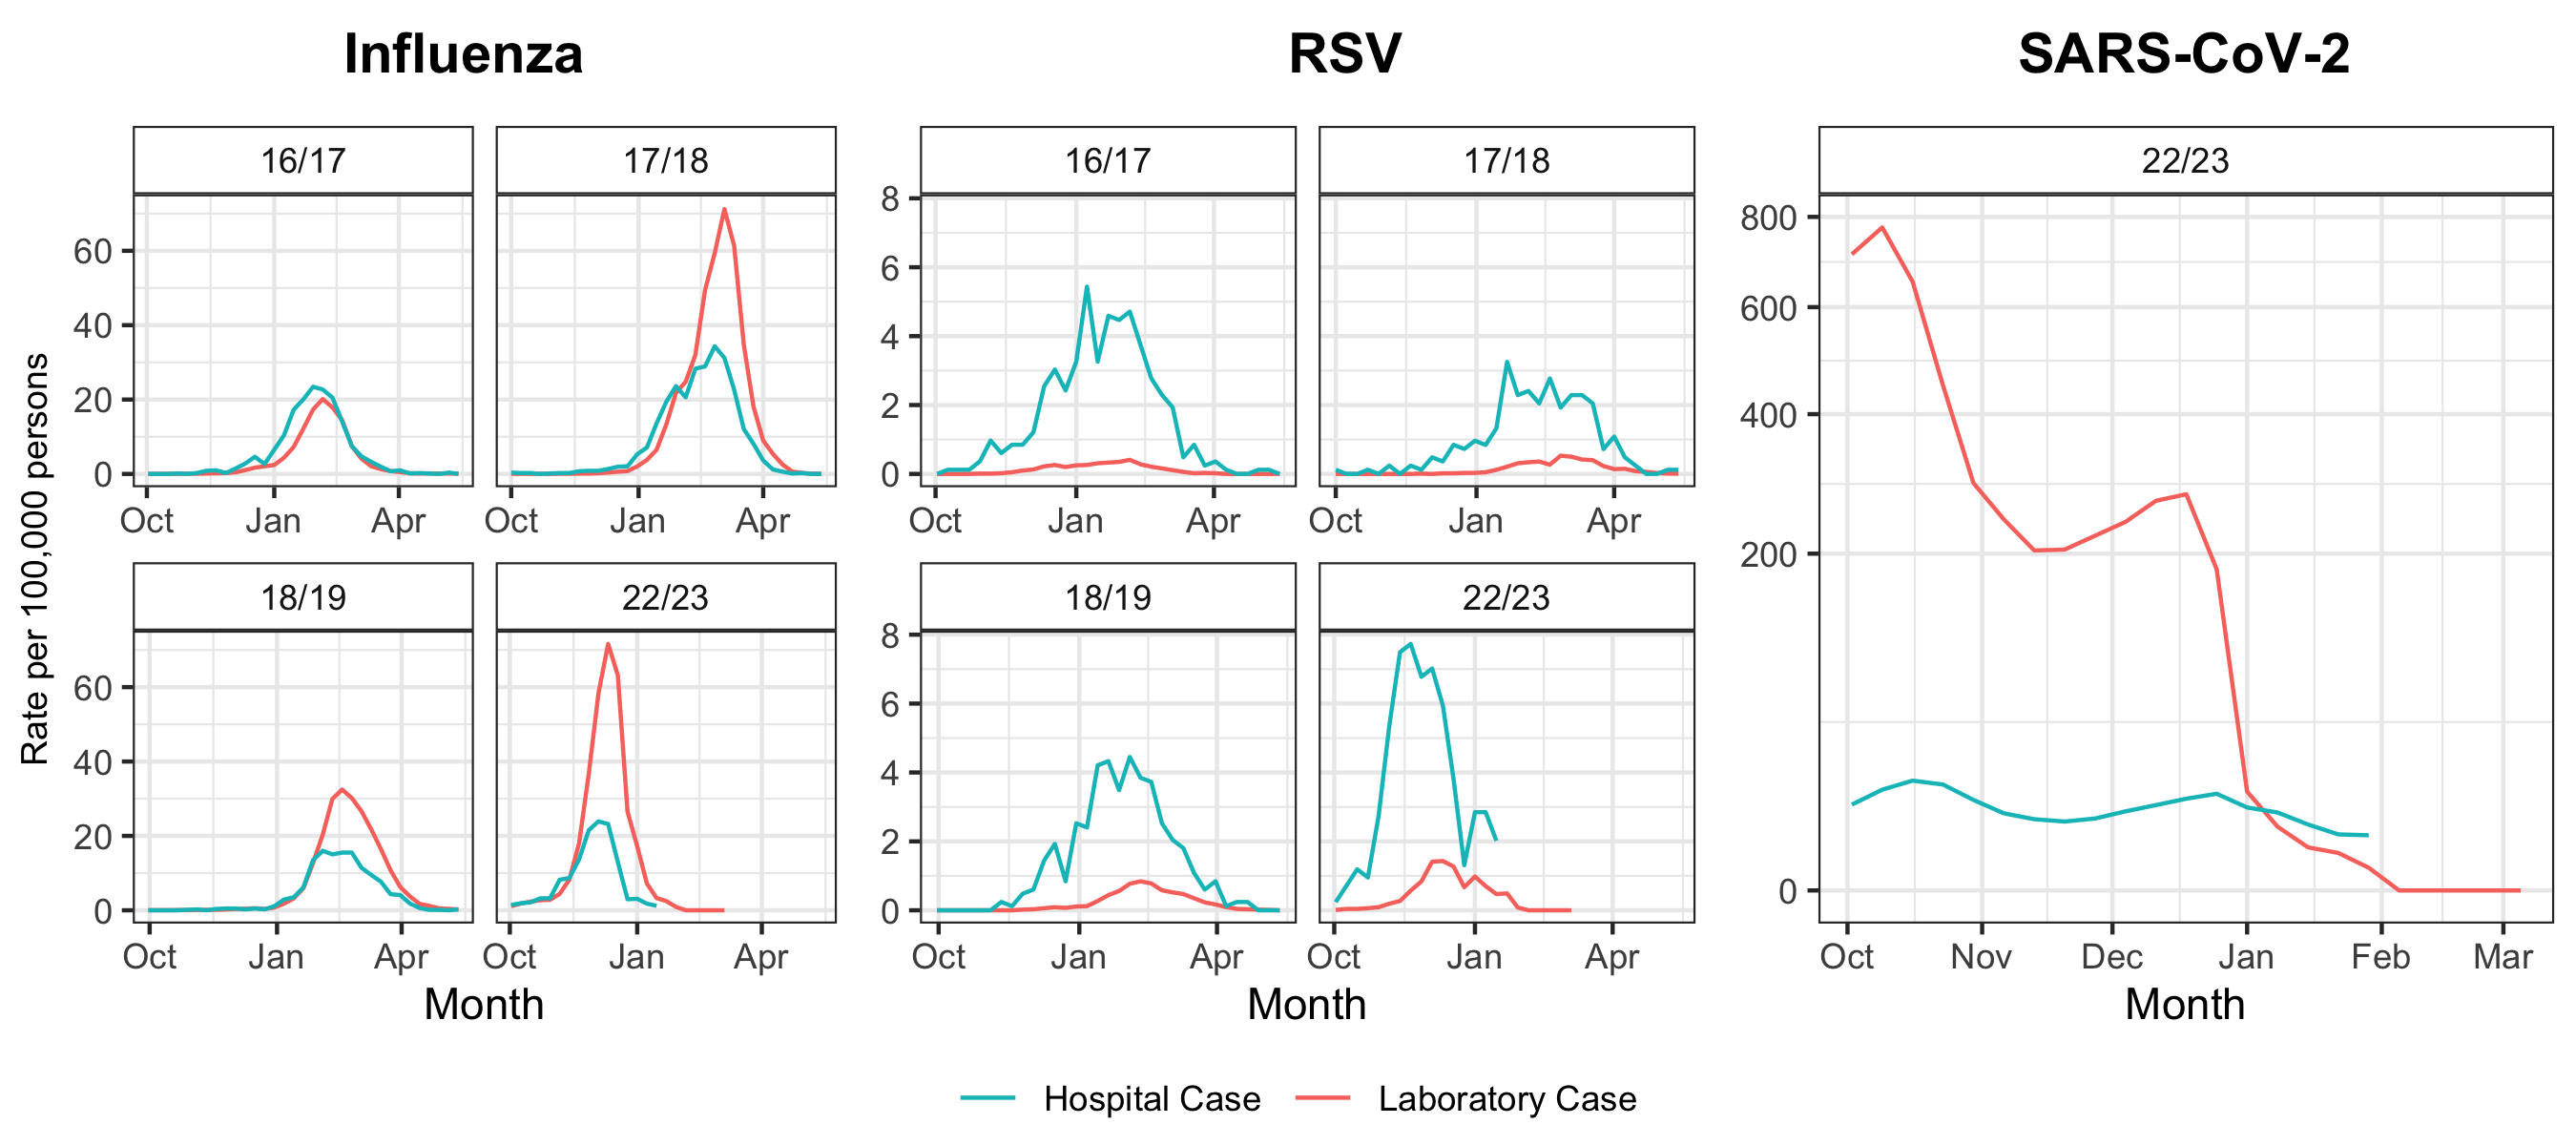 Influenza
RSV
SARS-CoV-2
16/17
17/18
16/17
17/18
22/23
Rate per 100,000 persons
60
40
20
0
8
6
4
2
0
800
600
400
200
0
Oct Jan Apr
Oct Jan Apr
Oct Jan Apr
Oct Jan Apr
18/19
22/23
18/19
22/23
60
40
20
0
8
6
4
2
0
Oct Jan Apr
Oct Jan Apr
Oct Jan Apr
Oct Jan Apr
Oct Nov Dec Jan Feb Mar
Month
Month
Month
Hospital Case
Laboratory Case